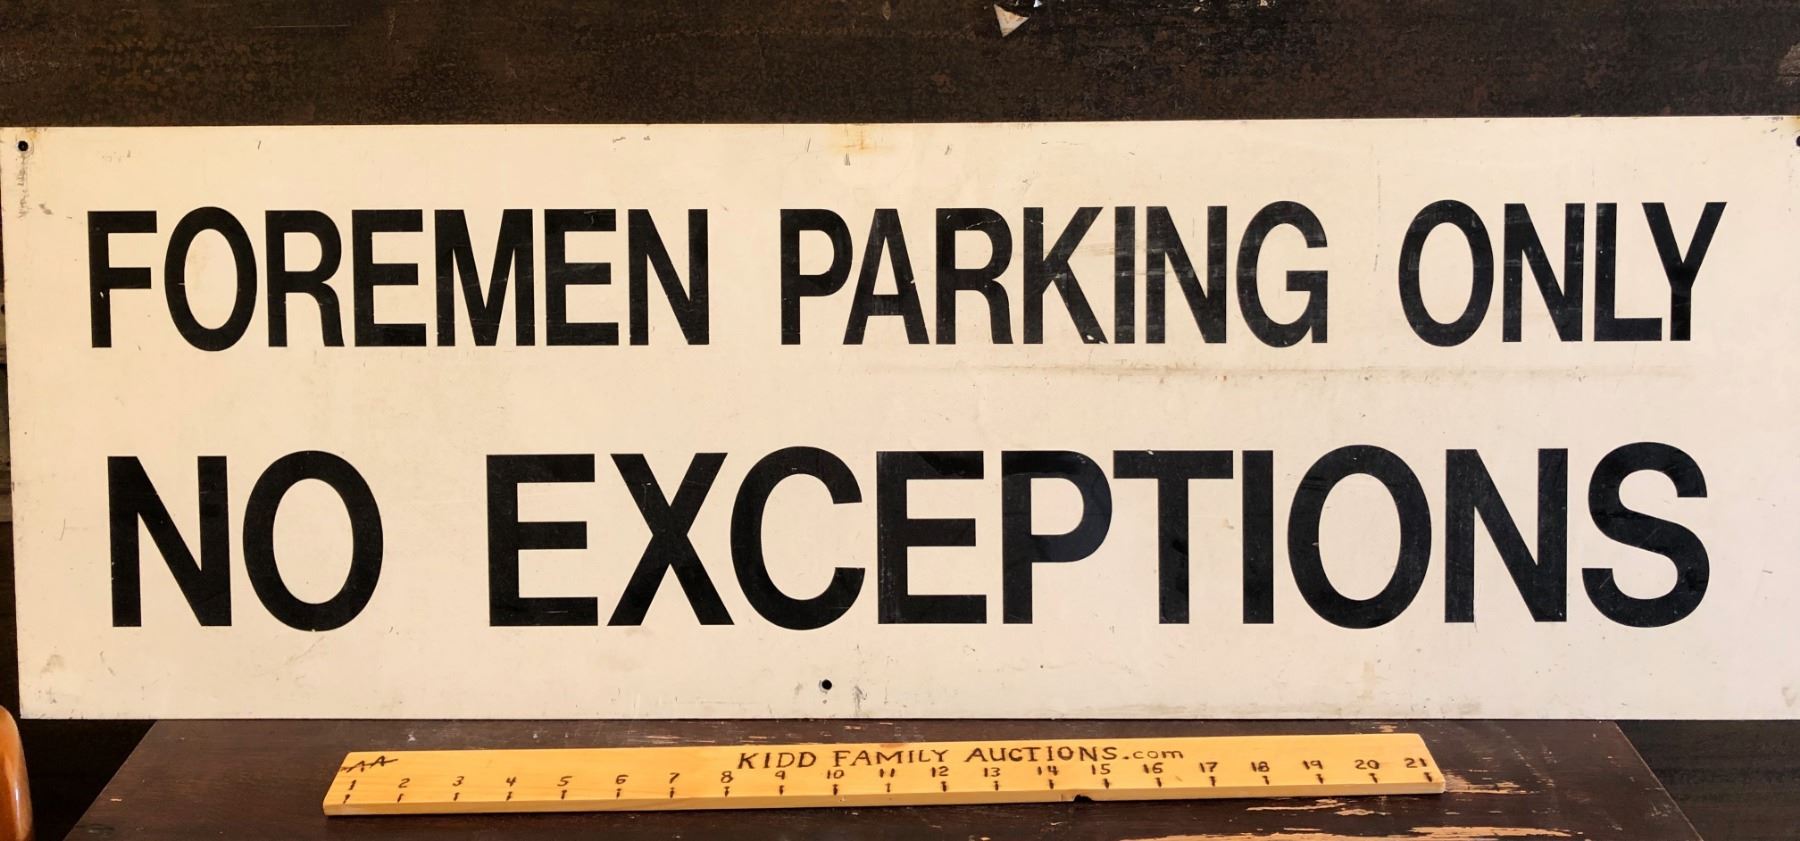 FOREMEN PARKING ONLY
NO EXCEPTIONS
KIDD FAMILY AUCTIONS.com
AA
1 2 3 4 5 6 7 8 9 10 11 12 13 14 15 16 17 18 19 20 21